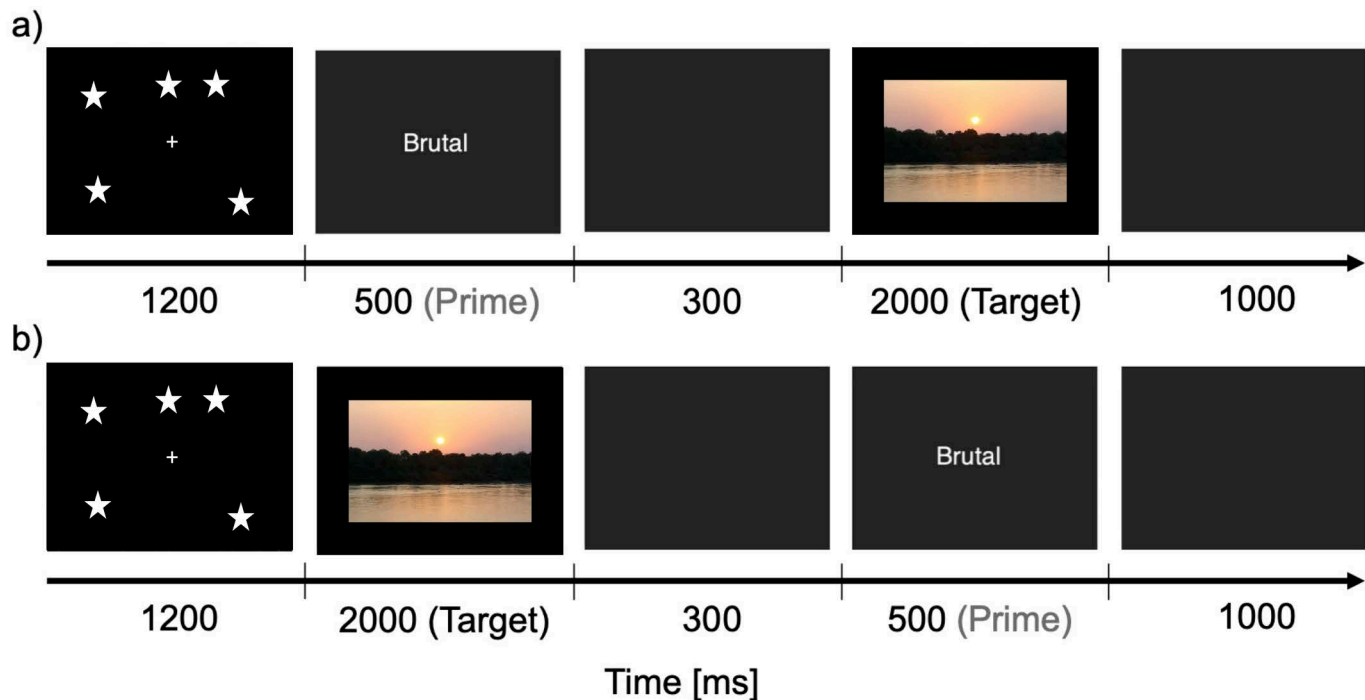 a)
Brutal
1200 500 (Prime) 300 2000 (Target) 1000
b)
Brutal
1200 2000 (Target) 300 500 (Prime) 1000
Time [ms]